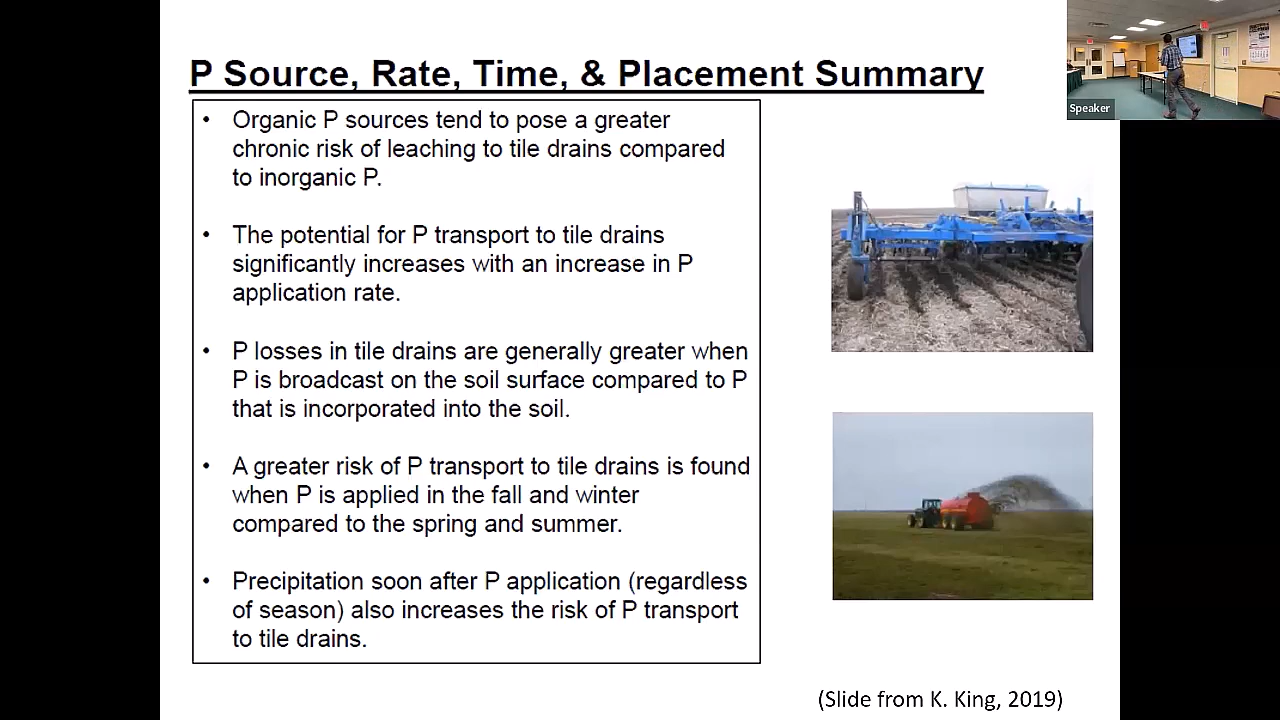 P Source, Rate, Time, & Placement Summary
• Organic P sources tend to pose a greater
chronic risk of leaching to tile drains compared
to inorganic P.
• The potential for P transport to tile drains
significantly increases with an increase in P
application rate.
• P losses in tile drains are generally greater when
P is broadcast on the soil surface compared to P
that is incorporated into the soil.
• A greater risk of P transport to tile drains is found
when P is applied in the fall and winter
compared to the spring and summer.
• Precipitation soon after P application (regardless
of season) also increases the risk of P transport
to tile drains.
(Slide from K. King, 2019)
Speaker